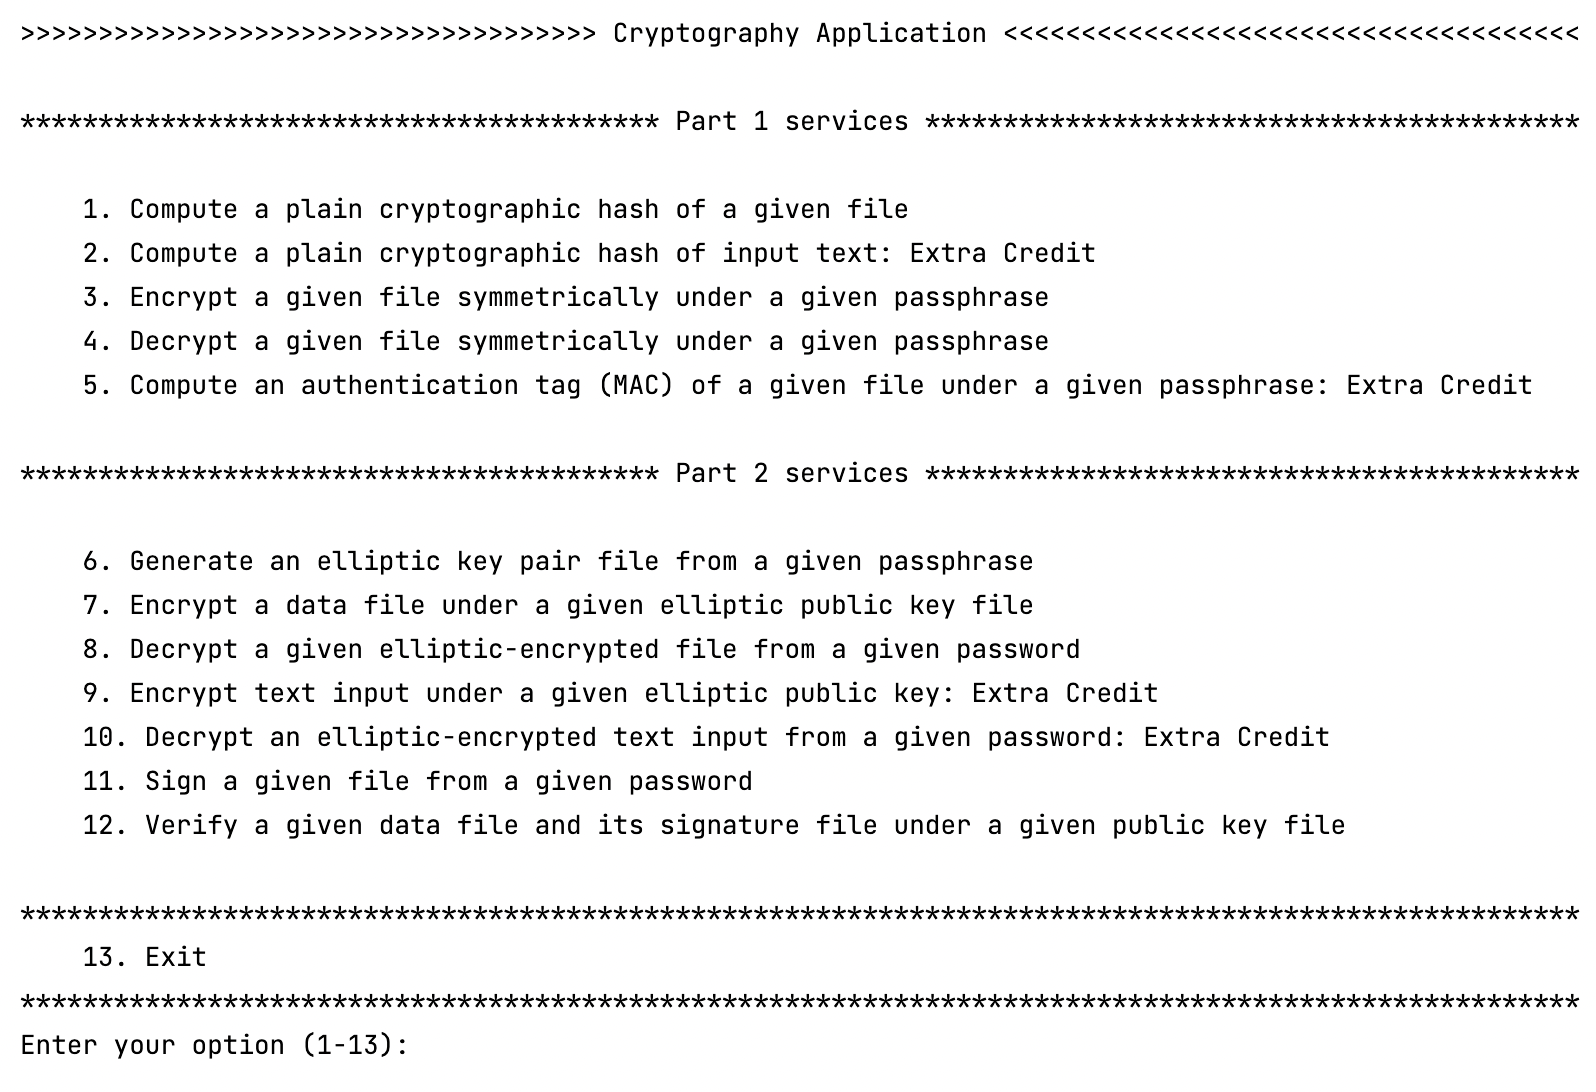 >>>>>>>>>>>>>>>>>>>>>>>>>>>>>>>>>>>>> Cryptography Application <<<<<<<<<<<<<<<<<<<<<<<<<<<<<<<<<<<<<
***************************************** Part 1 services ******************************************
1. Compute a plain cryptographic hash of a given file
2. Compute a plain cryptographic hash of input text: Extra Credit
3. Encrypt a given file symmetrically under a given passphrase
4. Decrypt a given file symmetrically under a given passphrase
5. Compute an authentication tag (MAC) of a given file under a given passphrase: Extra Credit
***************************************** Part 2 services ******************************************
6. Generate an elliptic key pair file from a given passphrase
7. Encrypt a data file under a given elliptic public key file
8. Decrypt a given elliptic-encrypted file from a given password
9. Encrypt text input under a given elliptic public key: Extra Credit
10. Decrypt an elliptic-encrypted text input from a given password: Extra Credit
11. Sign a given file from a given password
12. Verify a given data file and its signature file under a given public key file
****************************************************************************************************
13. Exit
****************************************************************************************************
Enter your option (1-13):